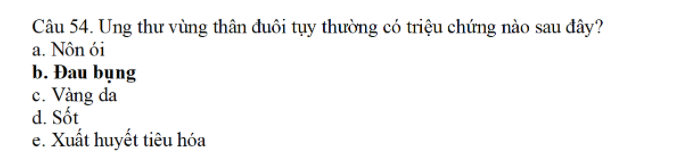 Câu 54. Ung thư vùng thân đuôi tụy thường có triệu chứng nào sau đây?
a. Nôn ói
b. Đau bụng
c. Vàng da
d. Sốt
e. Xuất huyết tiêu hóa